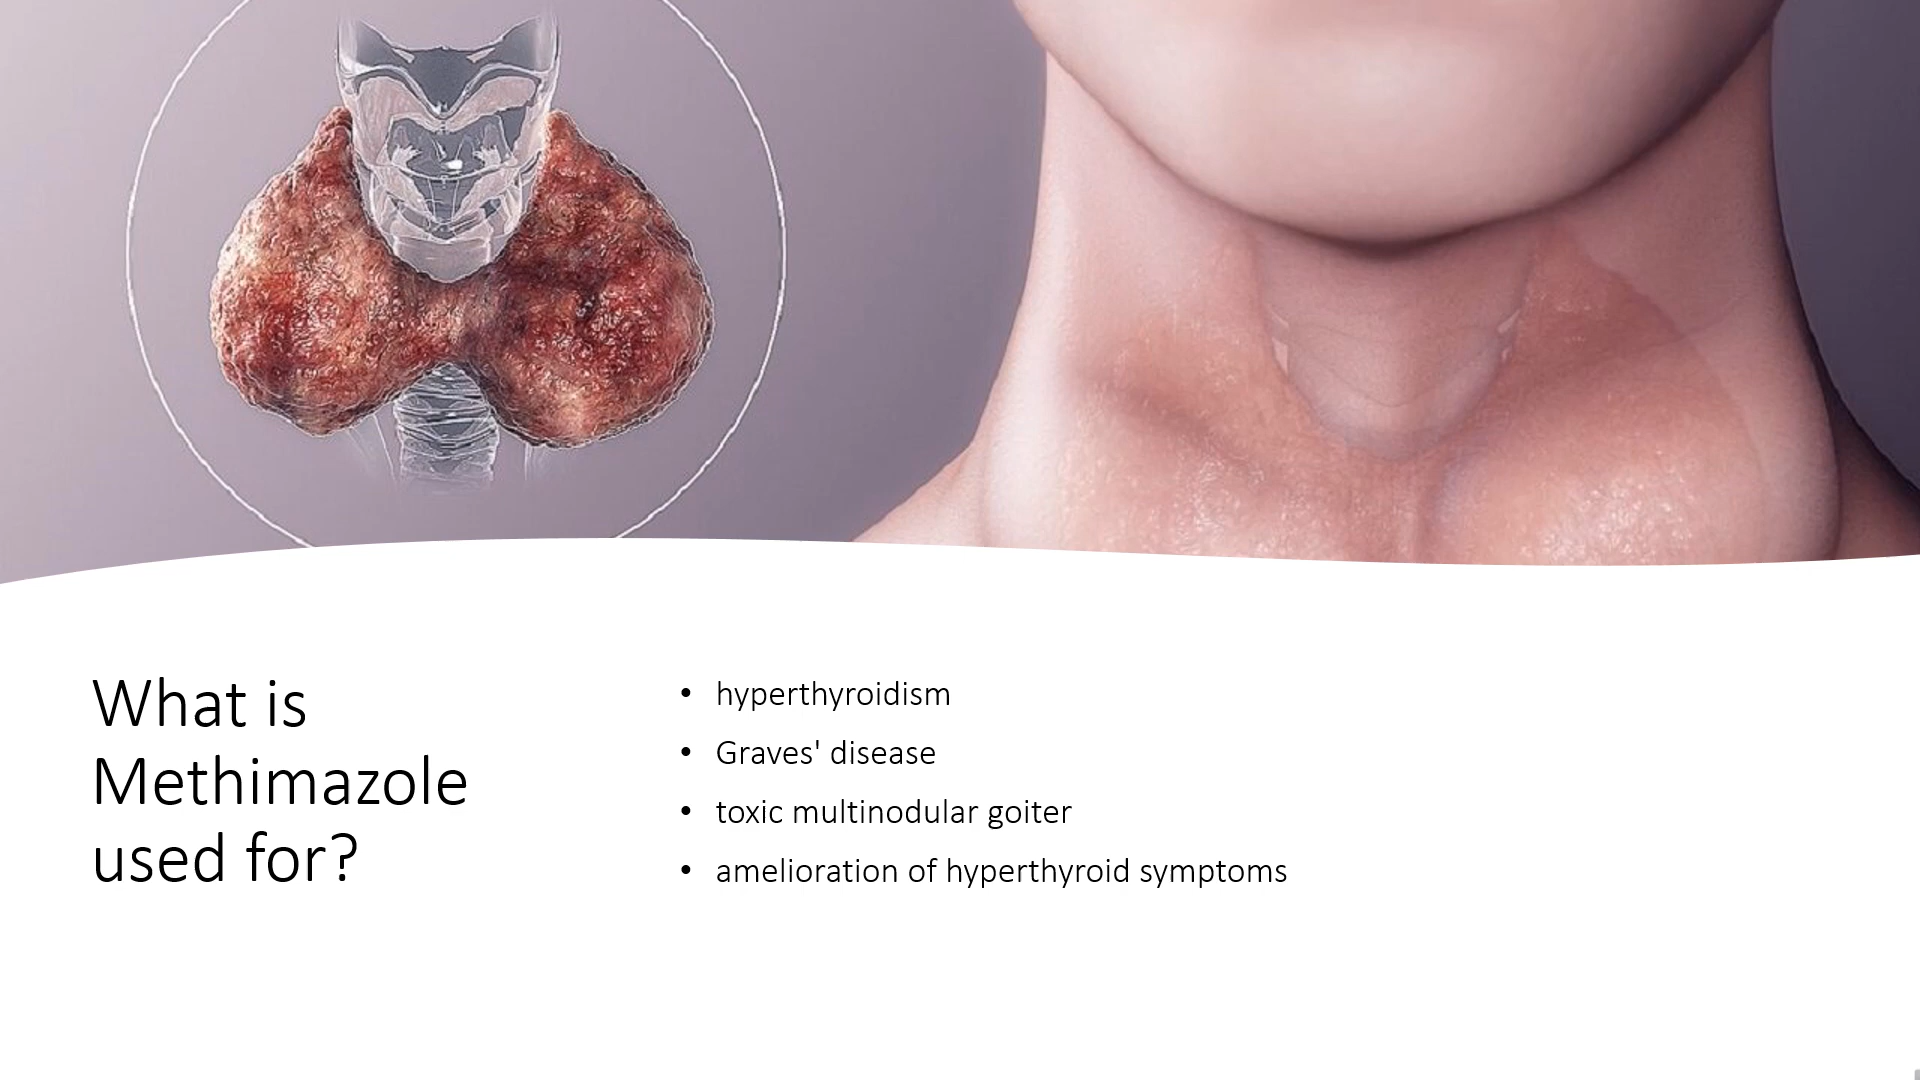 What is
Methimazole
used for?
• hyperthyroidism
• Graves' disease
• toxic multinodular goiter
• amelioration of hyperthyroid symptoms